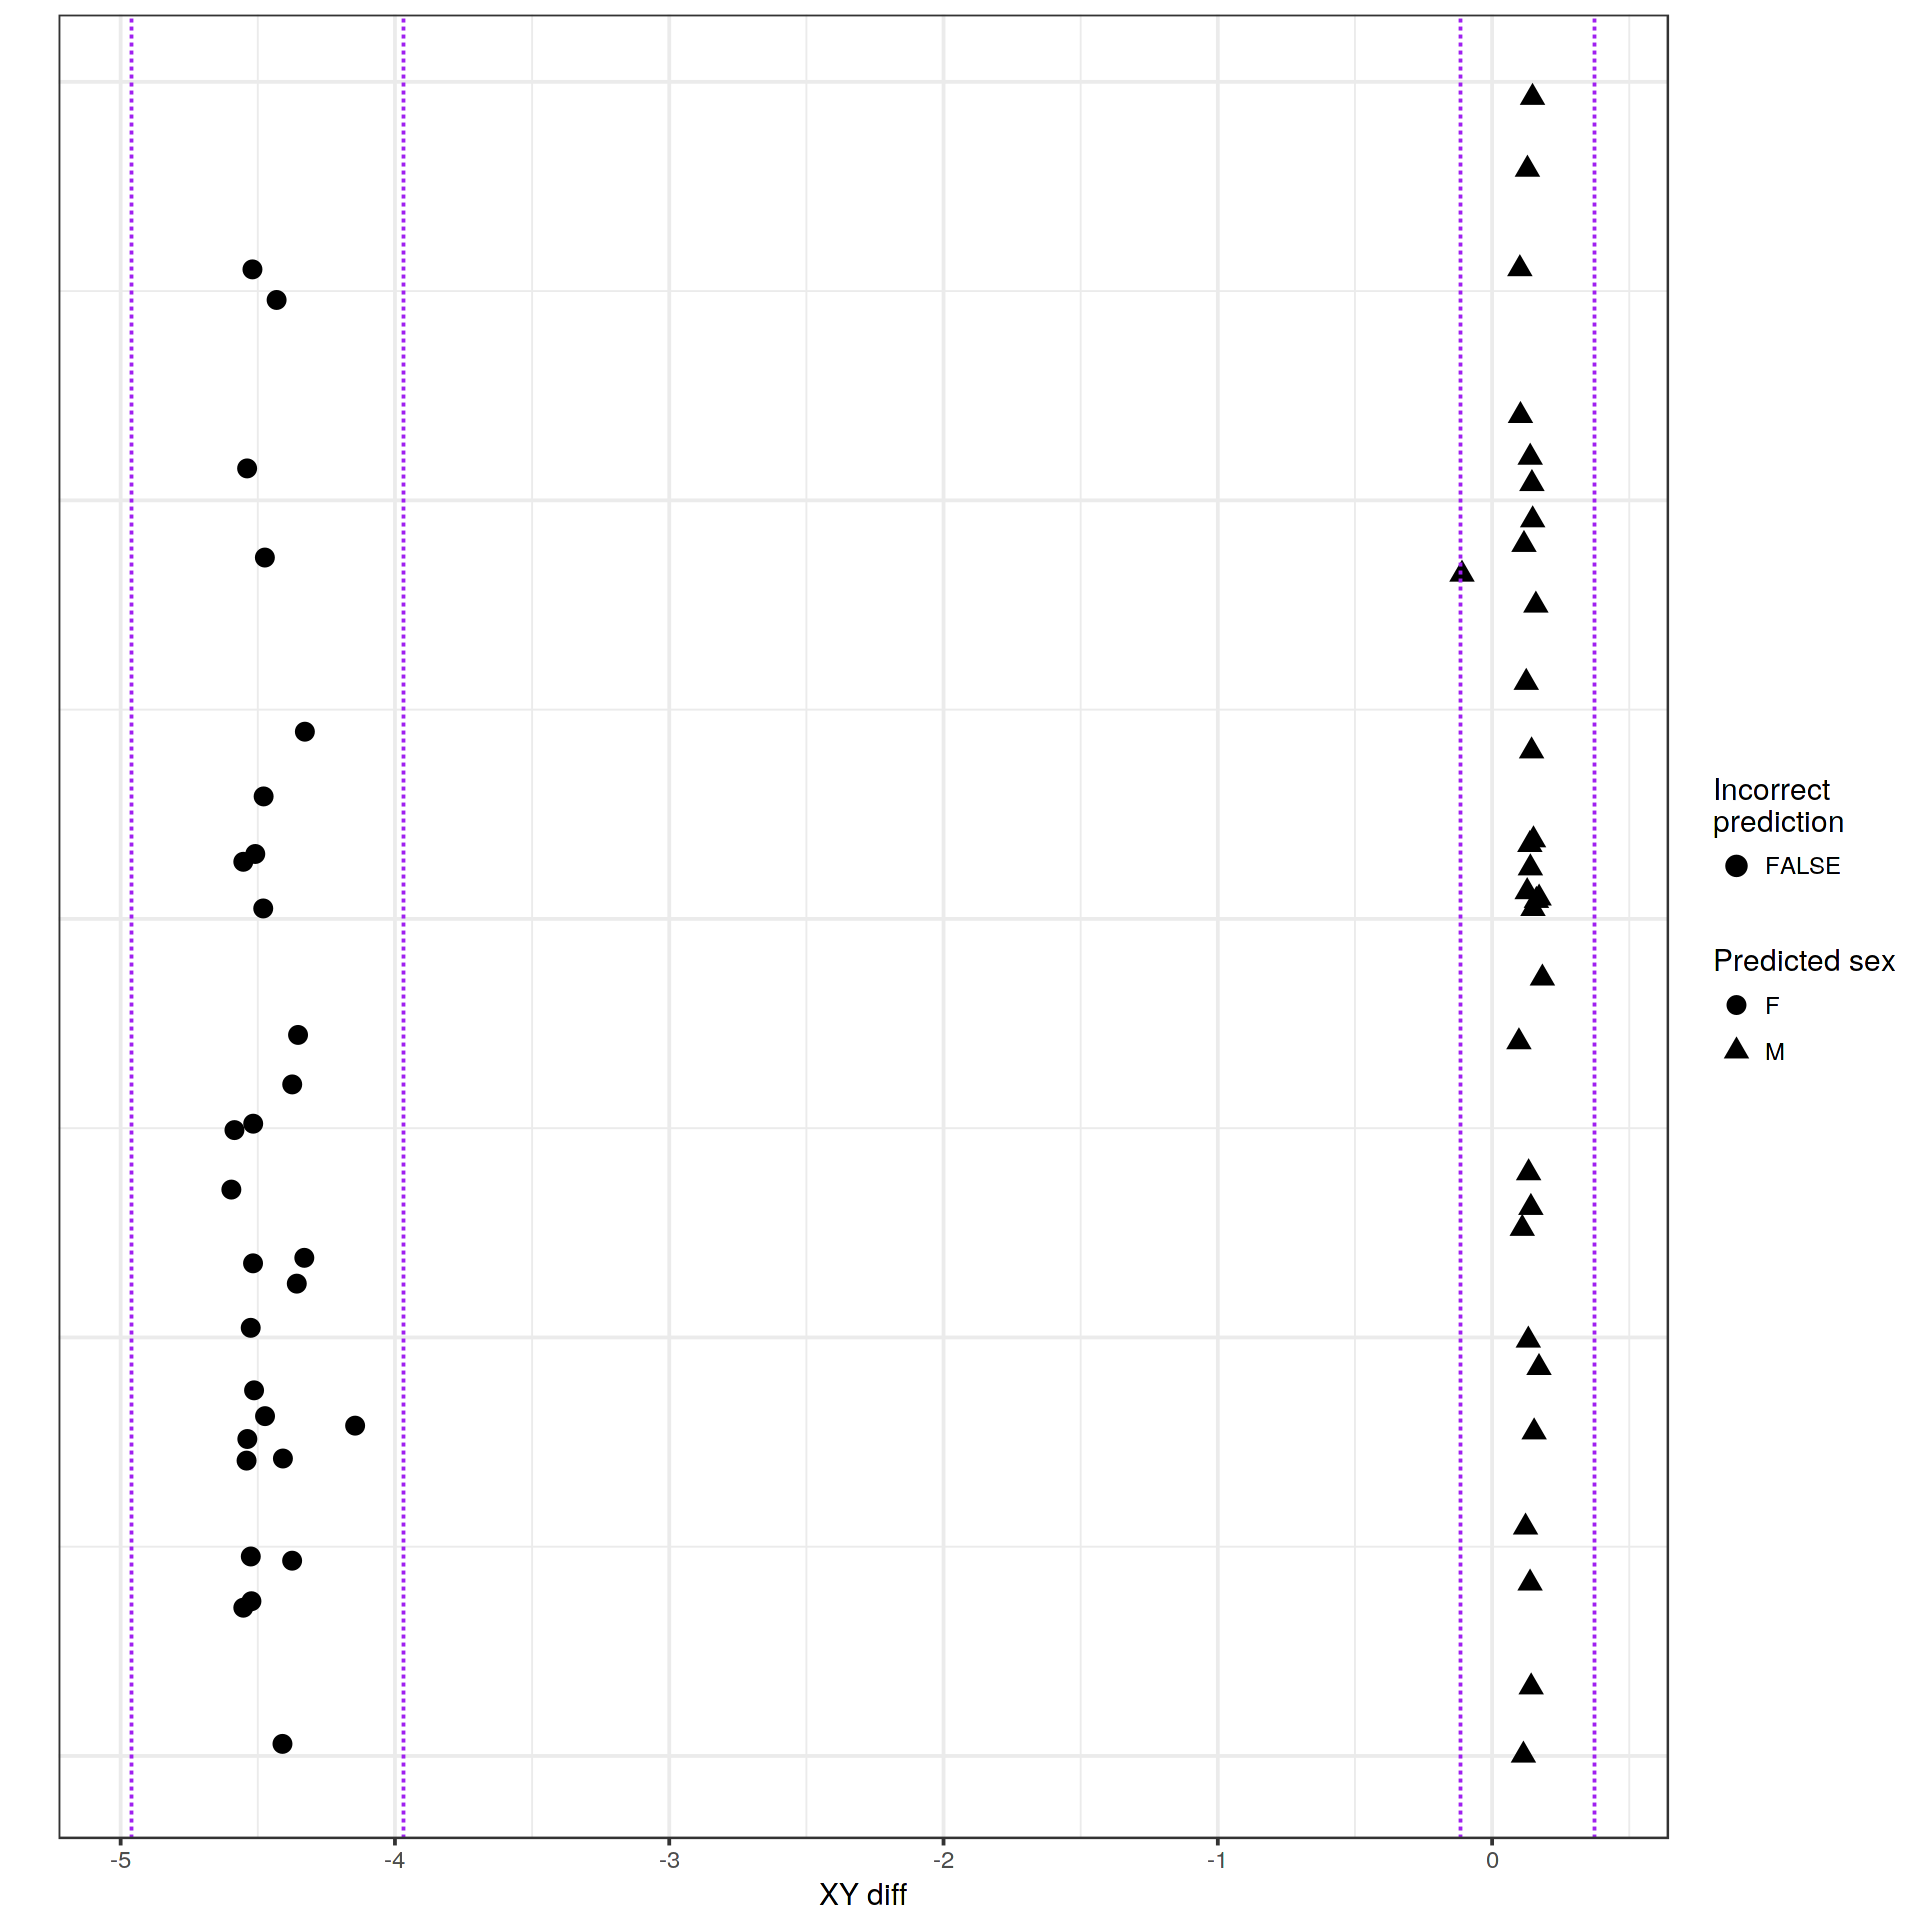 Incorrect
prediction
FALSE
Predicted sex
F
M
-5 -4 -3 -2 -1 0
XY diff